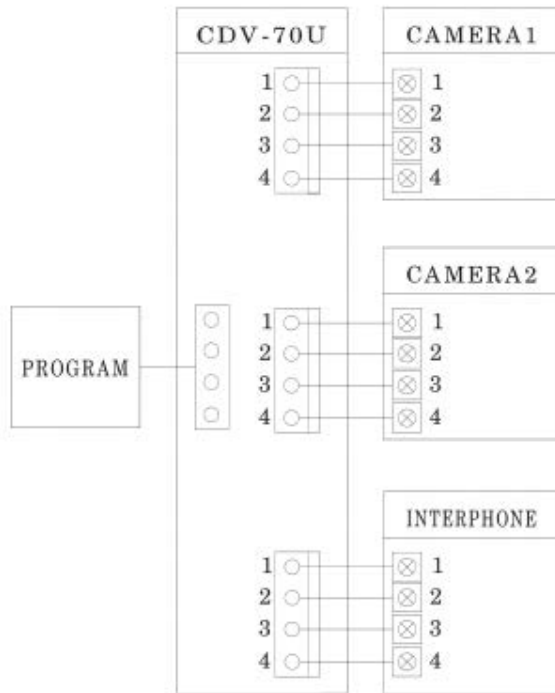 CDV-70U
CAMERA1
1 1
2 2
3 3
4 4
CAMERA2
PROGRAM
1 1
2 2
3 3
4 4
INTERPHONE
1 1
2 2
3 3
4 4